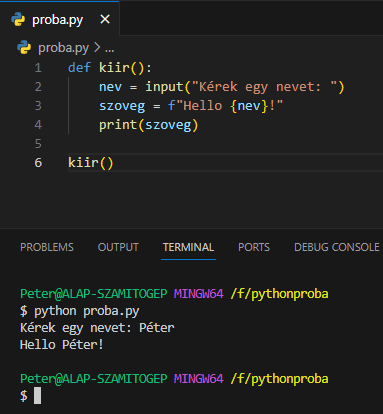 proba.py ×
proba.py > ...
1 def kiir():
2     nev = input("Kérek egy nevet: ")
3     szoveg = f"Hello {nev}!"
4     print(szoveg)
5
6 kiir()
PROBLEMS OUTPUT TERMINAL PORTS DEBUG CONSOLE
Peter@ALAP-SZAMITOGEP MINGW64 /f/pythonproba
$ python proba.py
Kérek egy nevet: Péter
Hello Péter!
Peter@ALAP-SZAMITOGEP MINGW64 /f/pythonproba
$